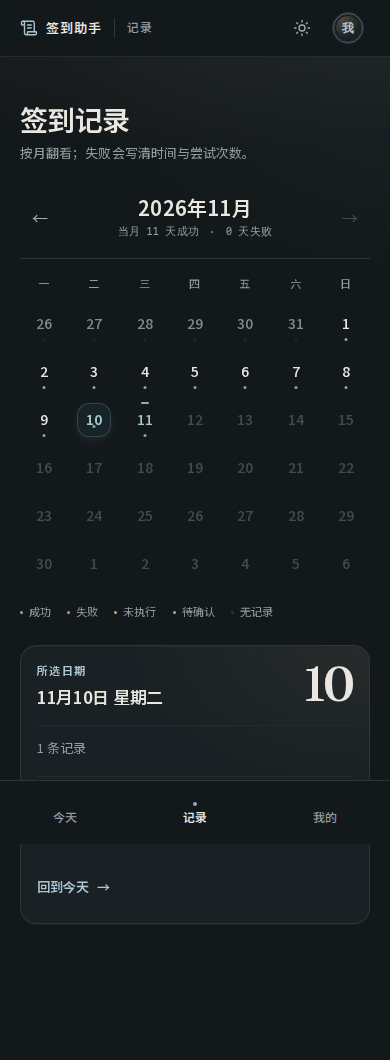 签到助手 记录 我
签到记录
按月翻看；失败会写清时间与尝试次数。
← 2026年11月 →
当月 11 天成功 · 0 天失败
一 二 三 四 五 六 日
26 27 28 29 30 31 1
2 3 4 5 6 7 8
9 10 11 12 13 14 15
16 17 18 19 20 21 22
23 24 25 26 27 28 29
30 1 2 3 4 5 6
成功 失败 未执行 待确认 无记录
所选日期
11月10日 星期二 10
1 条记录
今天 记录 我的
回到今天 →